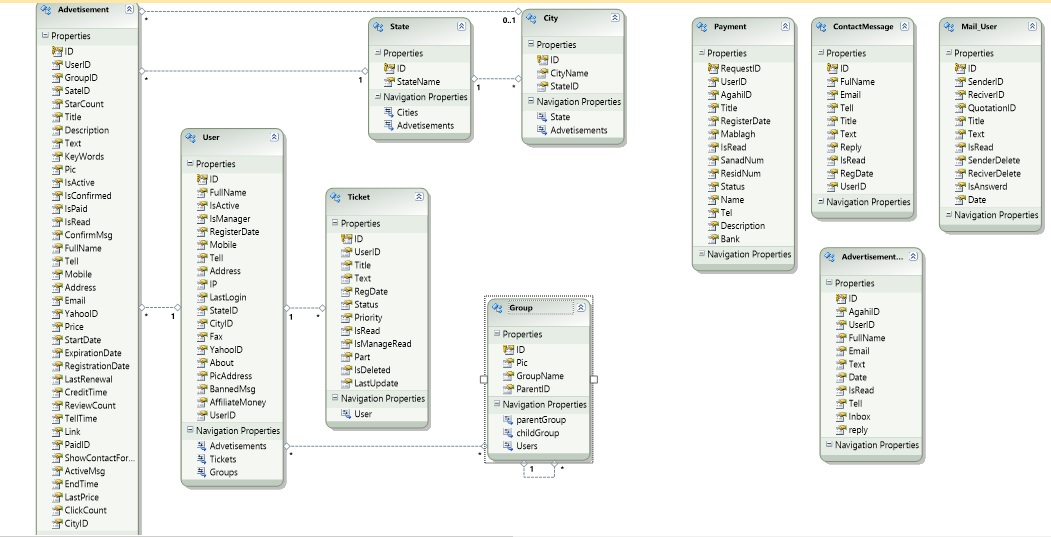 Advetisement
Properties
ID
UserID
GroupID
SateID
StarCount
Title
Description
Text
KeyWords
Pic
IsActive
IsConfirmed
IsPaid
IsRead
ConfirmMsg
FullName
Tell
Mobile
Address
Email
YahooID
Price
StartDate
ExpirationDate
RegistrationDate
LastRenewal
CreditTime
ReviewCount
TellTime
Link
PaidID
ShowContactFor...
ActiveMsg
EndTime
LastPrice
ClickCount
CityID
*
0..1
*
1
*
1
User
Properties
ID
FullName
IsActive
IsManager
RegisterDate
Mobile
Tell
Address
IP
LastLogin
StateID
CityID
Fax
YahooID
About
PicAddress
BannedMsg
AffiliateMoney
UserID
Navigation Properties
Advetisements
Tickets
Groups
1
*
*
*
State
Properties
ID
StateName
Navigation Properties
Cities
Advetisements
1
*
City
Properties
ID
CityName
StateID
Navigation Properties
State
Advetisements
Ticket
Properties
ID
UserID
Title
Text
RegDate
Status
Priority
IsRead
IsManageRead
Part
IsDeleted
LastUpdate
Navigation Properties
User
Group
Properties
ID
Pic
GroupName
ParentID
Navigation Properties
parentGroup
childGroup
Users
1
*
Payment
Properties
RequestID
UserID
AgahiID
Title
RegisterDate
Mablagh
IsRead
SanadNum
ResidNum
Status
Name
Tel
Description
Bank
Navigation Properties
ContactMessage
Properties
ID
FullName
Email
Tell
Title
Text
Reply
IsRead
RegDate
UserID
Navigation Properties
Mail_User
Properties
ID
SenderID
ReciverID
QuotationID
Title
Text
IsRead
SenderDelete
ReciverDelete
IsAnswerd
Date
Navigation Properties
Advertisement...
Properties
ID
AgahiID
UserID
FullName
Email
Text
Date
IsRead
Tell
Inbox
reply
Navigation Properties